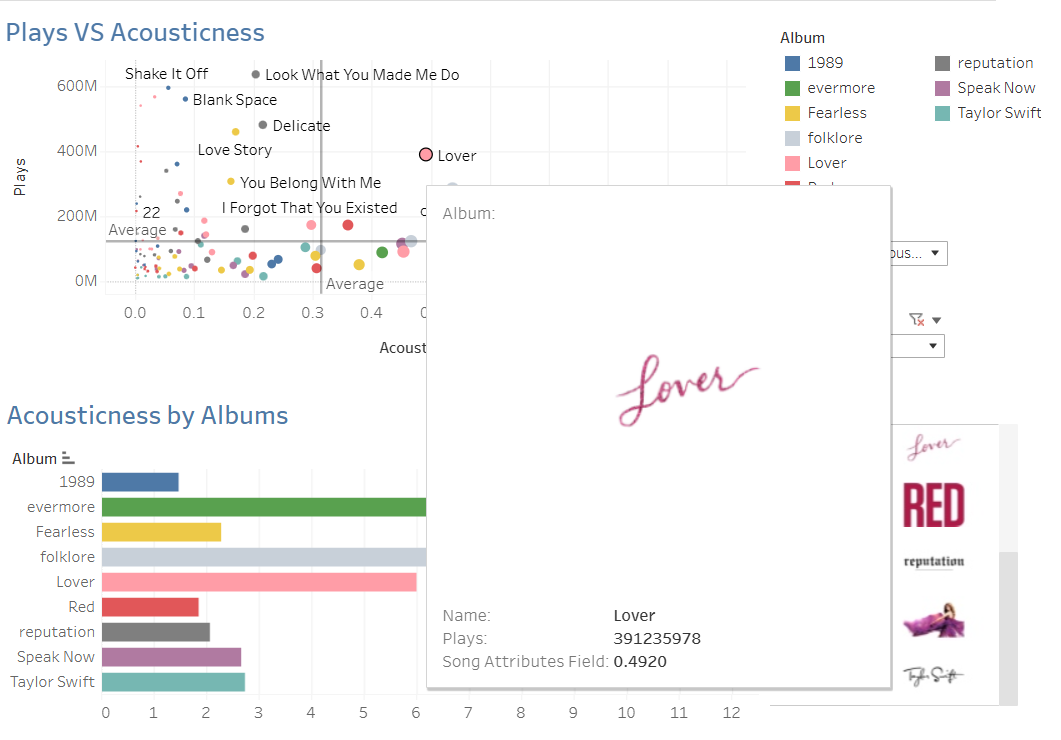 Plays VS Acousticness
Shake It Off
Look What You Made Me Do
Blank Space
Delicate
Love Story
Lover
You Belong With Me
I Forgot That You Existed
22
Average
Average
600M
400M
200M
0M
Plays
0.0 0.1 0.2 0.3 0.4
Acoust
Album
1989
evermore
Fearless
folklore
Lover
reputation
Speak Now
Taylor Swift
ous...
Acousticness by Albums
Album
1989
evermore
Fearless
folklore
Lover
Red
reputation
Speak Now
Taylor Swift
0 1 2 3 4 5 6 7 8 9 10 11 12
Album:
Lover
Name: Lover
Plays: 391235978
Song Attributes Field: 0.4920
Lover
RED
reputation
Taylor Swift